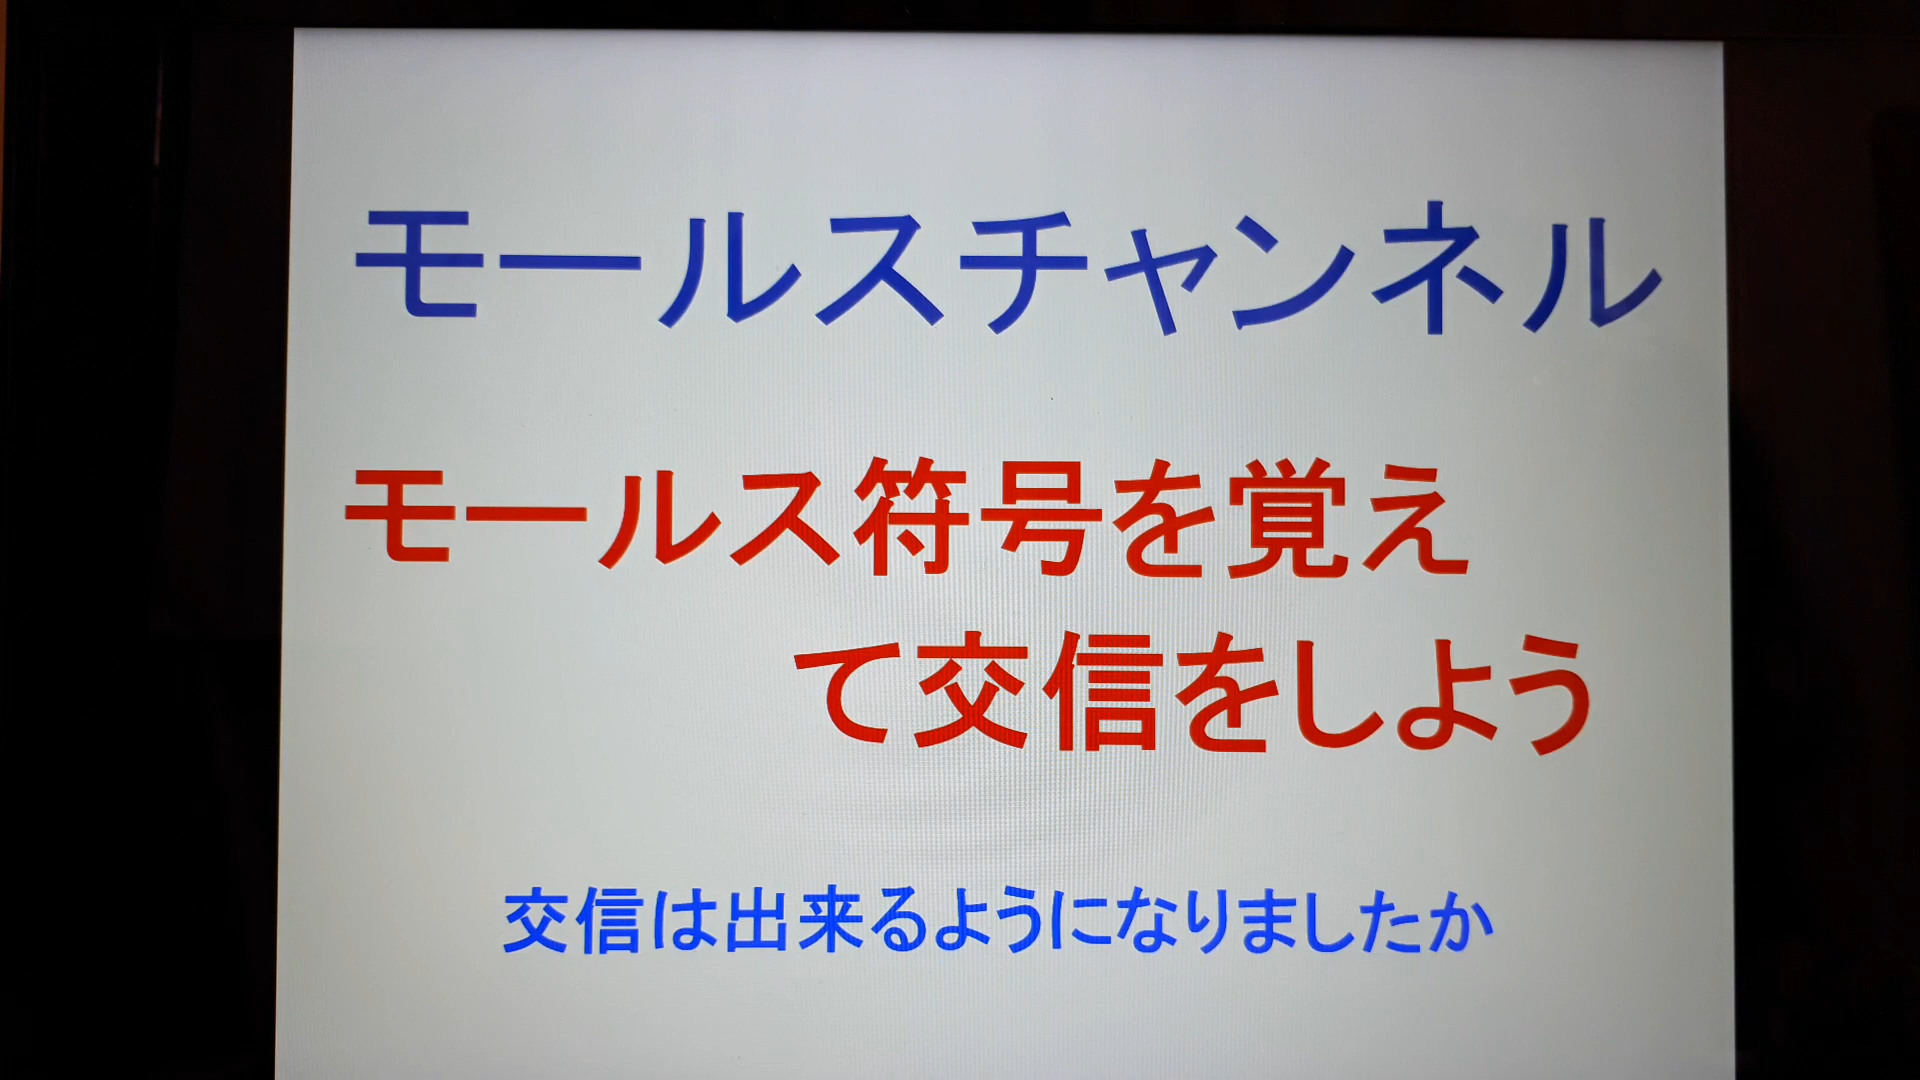 モールスチャンネル
モールス符号を覚え
て交信をしよう
交信は出来るようになりましたか